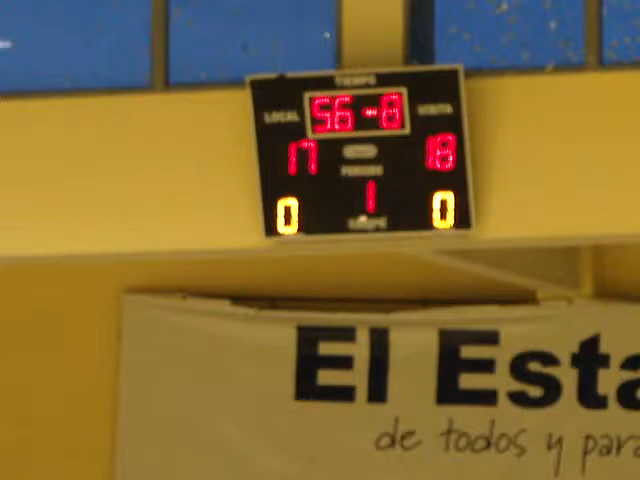 TIEMPO
LOCAL 56-8 VISITA
17 18
PERIODO
0 1 0
El Esta
de todos y para